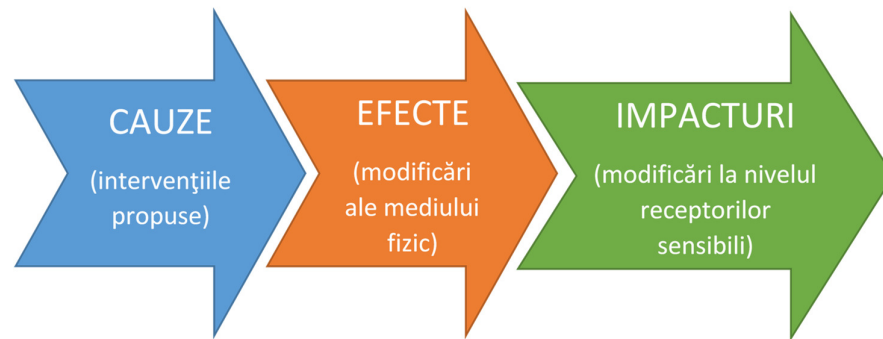 CAUZE
(intervenţiile
propuse)
EFECTE
(modificări
ale mediului
fizic)
IMPACTURI
(modificări la nivelul
receptorilor
sensibili)